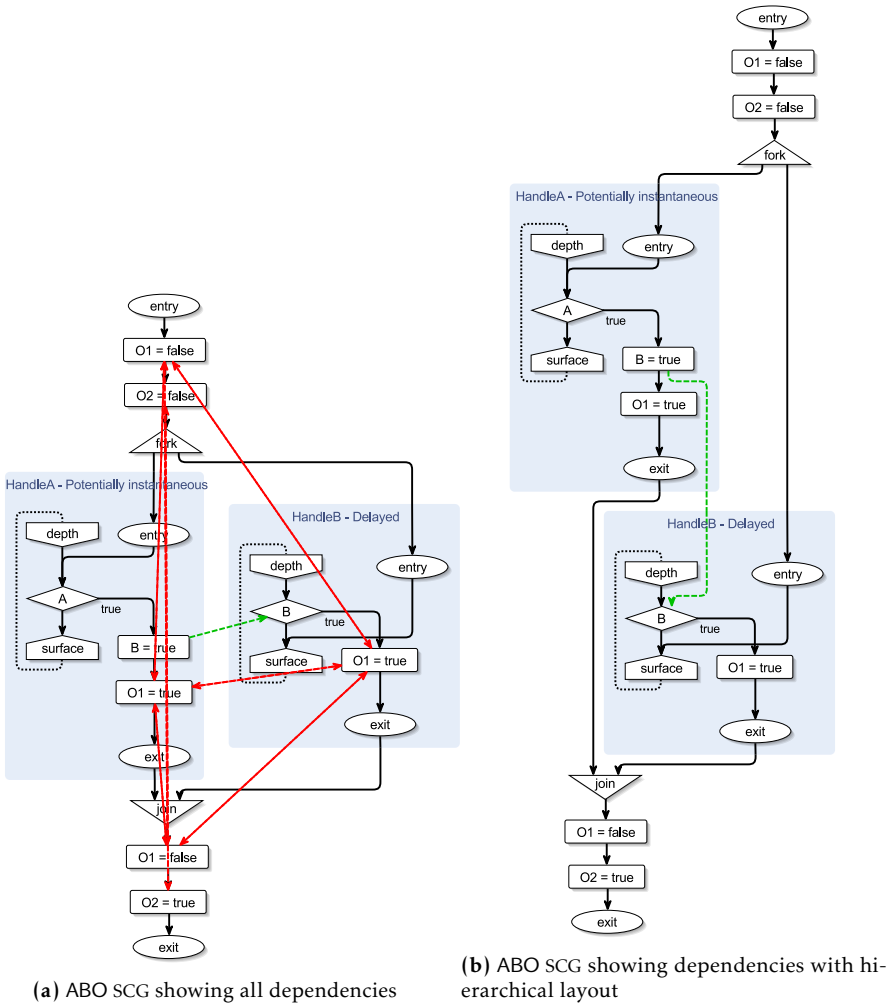 entry
O1 = false
O2 = false
fork
HandleA - Potentially instantaneous
depth
entry
A
true
surface
B = true
O1 = true
exit
HandleB - Delayed
depth
entry
B
true
surface
O1 = true
exit
join
O1 = false
O2 = true
exit
(a) ABO SCG showing all dependencies
entry
O1 = false
O2 = false
fork
HandleA - Potentially instantaneous
depth
entry
A
true
surface
B = true
O1 = true
exit
HandleB - Delayed
depth
entry
B
true
surface
O1 = true
exit
join
O1 = false
O2 = true
exit
(b) ABO SCG showing dependencies with hi-
erarchical layout